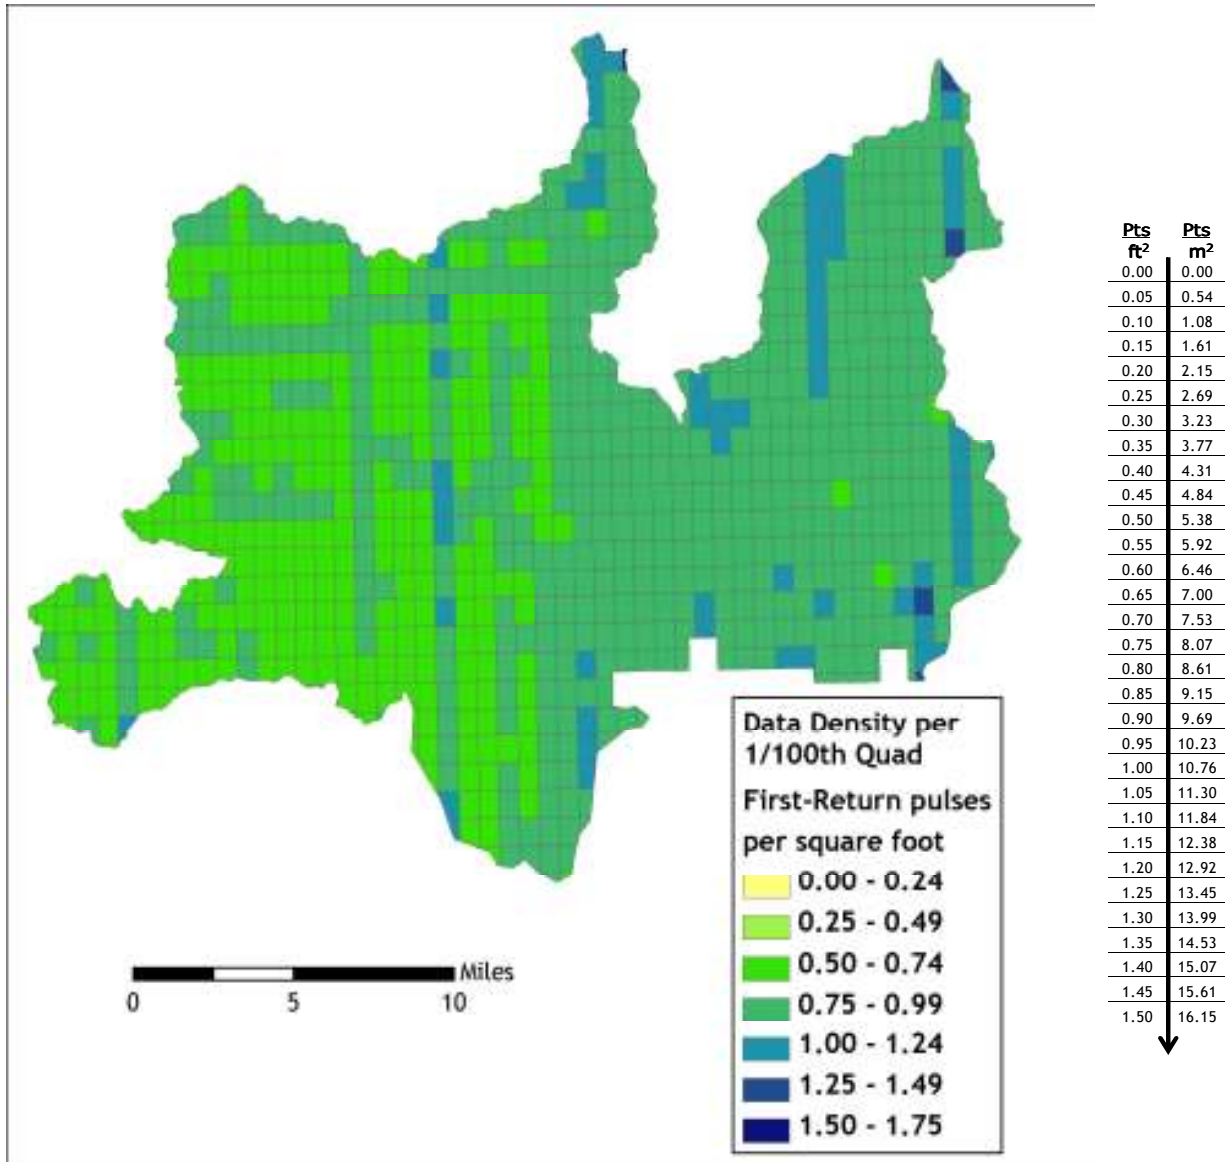 Pts Pts
ft² m²
0.00 0.00
0.05 0.54
0.10 1.08
0.15 1.61
0.20 2.15
0.25 2.69
0.30 3.23
0.35 3.77
0.40 4.31
0.45 4.84
0.50 5.38
0.55 5.92
0.60 6.46
0.65 7.00
0.70 7.53
0.75 8.07
0.80 8.61
0.85 9.15
0.90 9.69
0.95 10.23
1.00 10.76
1.05 11.30
1.10 11.84
1.15 12.38
1.20 12.92
1.25 13.45
1.30 13.99
1.35 14.53
1.40 15.07
1.45 15.61
1.50 16.15
Data Density per
1/100th Quad
First-Return pulses
per square foot
0.00 - 0.24
0.25 - 0.49
0.50 - 0.74
0.75 - 0.99
1.00 - 1.24
1.25 - 1.49
1.50 - 1.75
Miles
0 5 10